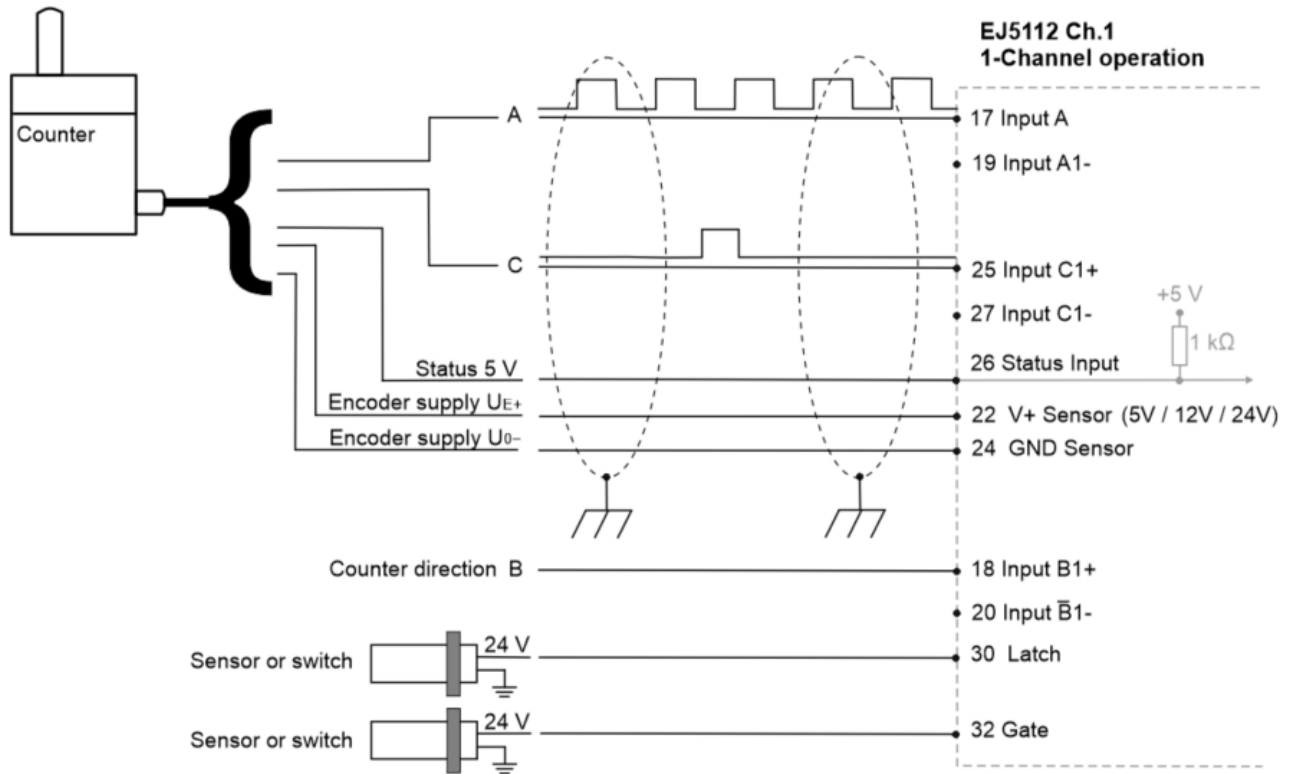 EJ5112 Ch.1
1-Channel operation
Counter
A
17 Input A
19 Input A1-
C
25 Input C1+
+5 V
27 Input C1-
1 kΩ
Status 5 V
26 Status Input
Encoder supply UE+
22 V+ Sensor (5V / 12V / 24V)
Encoder supply U0–
24 GND Sensor
Counter direction B
18 Input B1+
20 Input B̅1-
Sensor or switch
24 V
30 Latch
Sensor or switch
24 V
32 Gate